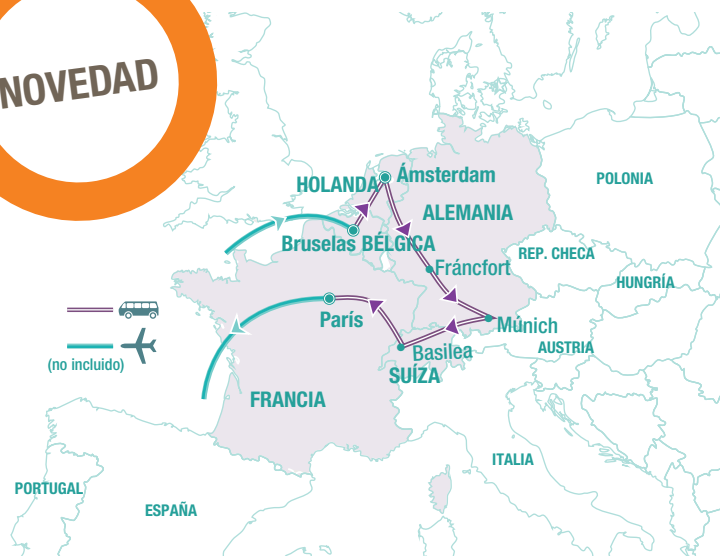 NOVEDAD
HOLANDA
Ámsterdam
POLONIA
ALEMANIA
Bruselas BÉLGICA
REP. CHECA
Fráncfort
HUNGRÍA
París
Múnich
Basilea
AUSTRIA
(no incluido)
SUÍZA
FRANCIA
ITALIA
PORTUGAL
ESPAÑA